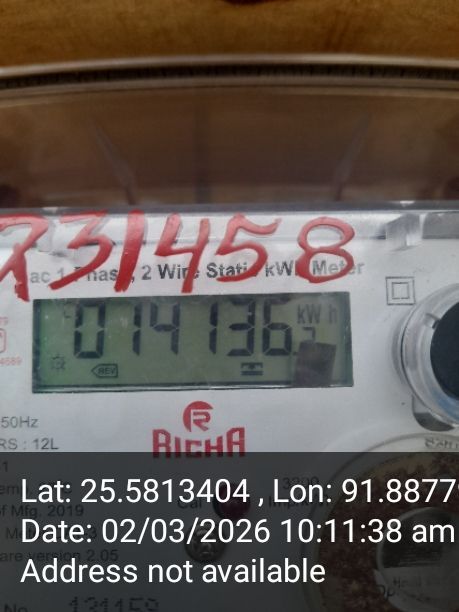 731458
ac 1 Phase, 2 Wire Static kWh Meter
014136 kWh
REV
RICHA
50Hz
RS : 12L
Lat: 25.5813404 , Lon: 91.8877
Date: 02/03/2026 10:11:38 am
of Mfg. 2019
are version 2.05
Address not available
No.